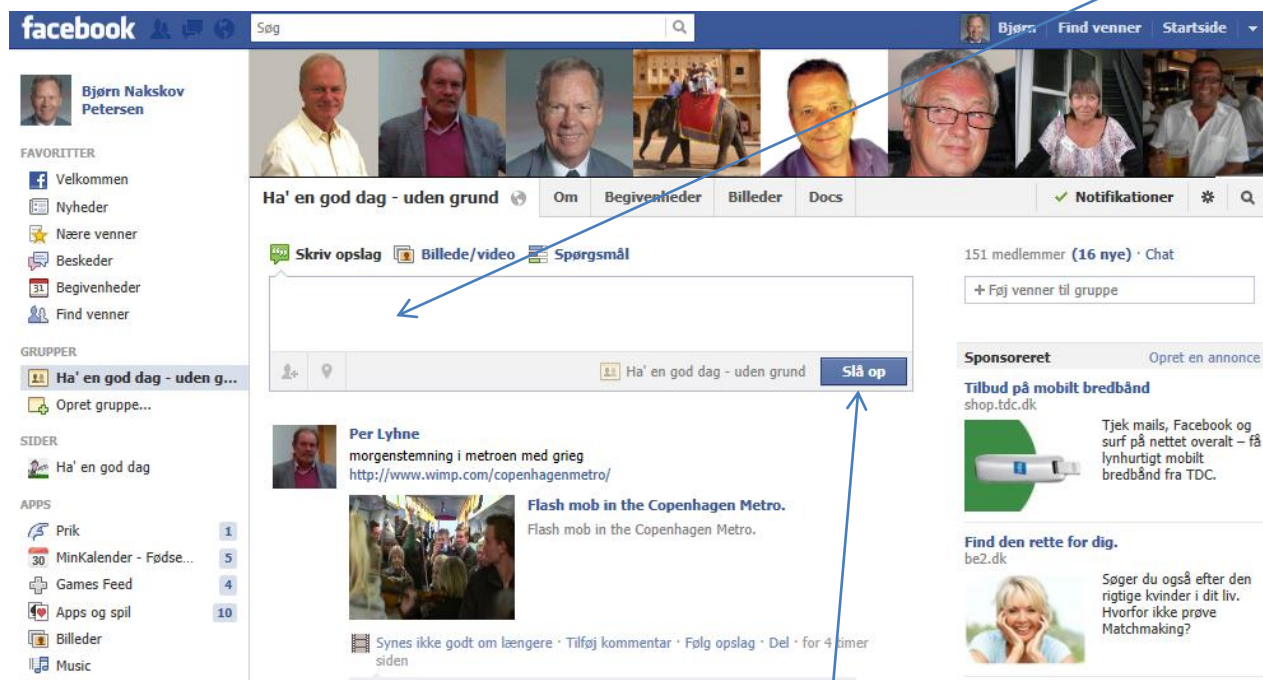 facebook
Søg
Bjørn Find venner Startside
Bjørn Nakskov
Petersen
FAVORITTER
Velkommen
Nyheder
Nære venner
Beskeder
31 Begivenheder
Find venner
GRUPPER
Ha' en god dag - uden g...
Opret gruppe...
SIDER
Ha' en god dag
APPS
Prik 1
30 MinKalender - Fødse... 5
Games Feed 4
Apps og spil 10
Billeder
Music
Ha' en god dag - uden grund Om Begivenheder Billeder Docs ✓ Notifikationer
Skriv opslag Billede/video Spørgsmål
Ha' en god dag - uden grund Slå op
Per Lyhne
morgenstemning i metroen med grieg
http://www.wimp.com/copenhagenmetro/
Flash mob in the Copenhagen Metro.
Flash mob in the Copenhagen Metro.
Synes ikke godt om længere · Tilføj kommentar · Følg opslag · Del · for 4 timer
siden
151 medlemmer (16 nye) · Chat
+ Føj venner til gruppe
Sponsoreret Opret en annonce
Tilbud på mobilt bredbånd
shop.tdc.dk
Tjek mails, Facebook og
surf på nettet overalt – få
lynhurtigt mobilt
bredbånd fra TDC.
Find den rette for dig.
be2.dk
Søger du også efter den
rigtige kvinder i dit liv.
Hvorfor ikke prøve
Matchmaking?